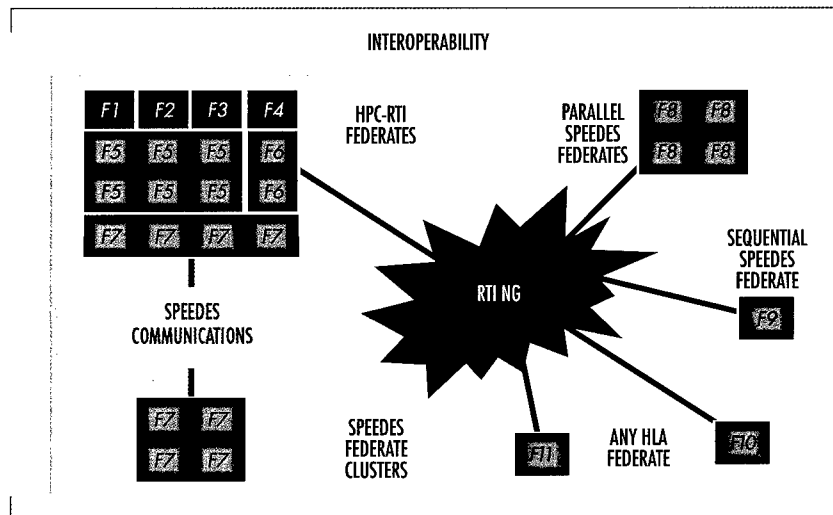 INTEROPERABILITY
F1 F2 F3 F4
F5 F5 F5 F6
F5 F5 F5 F6
F7 F7 F7 F7
HPC-RTI
FEDERATES
PARALLEL
SPEEDES
FEDERATES
F8 F8
F8 F8
SEQUENTIAL
SPEEDES
FEDERATE
F9
RTI NG
SPEEDES
COMMUNICATIONS
F7 F7
F7 F7
SPEEDES
FEDERATE
CLUSTERS
F11
ANY HLA
FEDERATE
F10